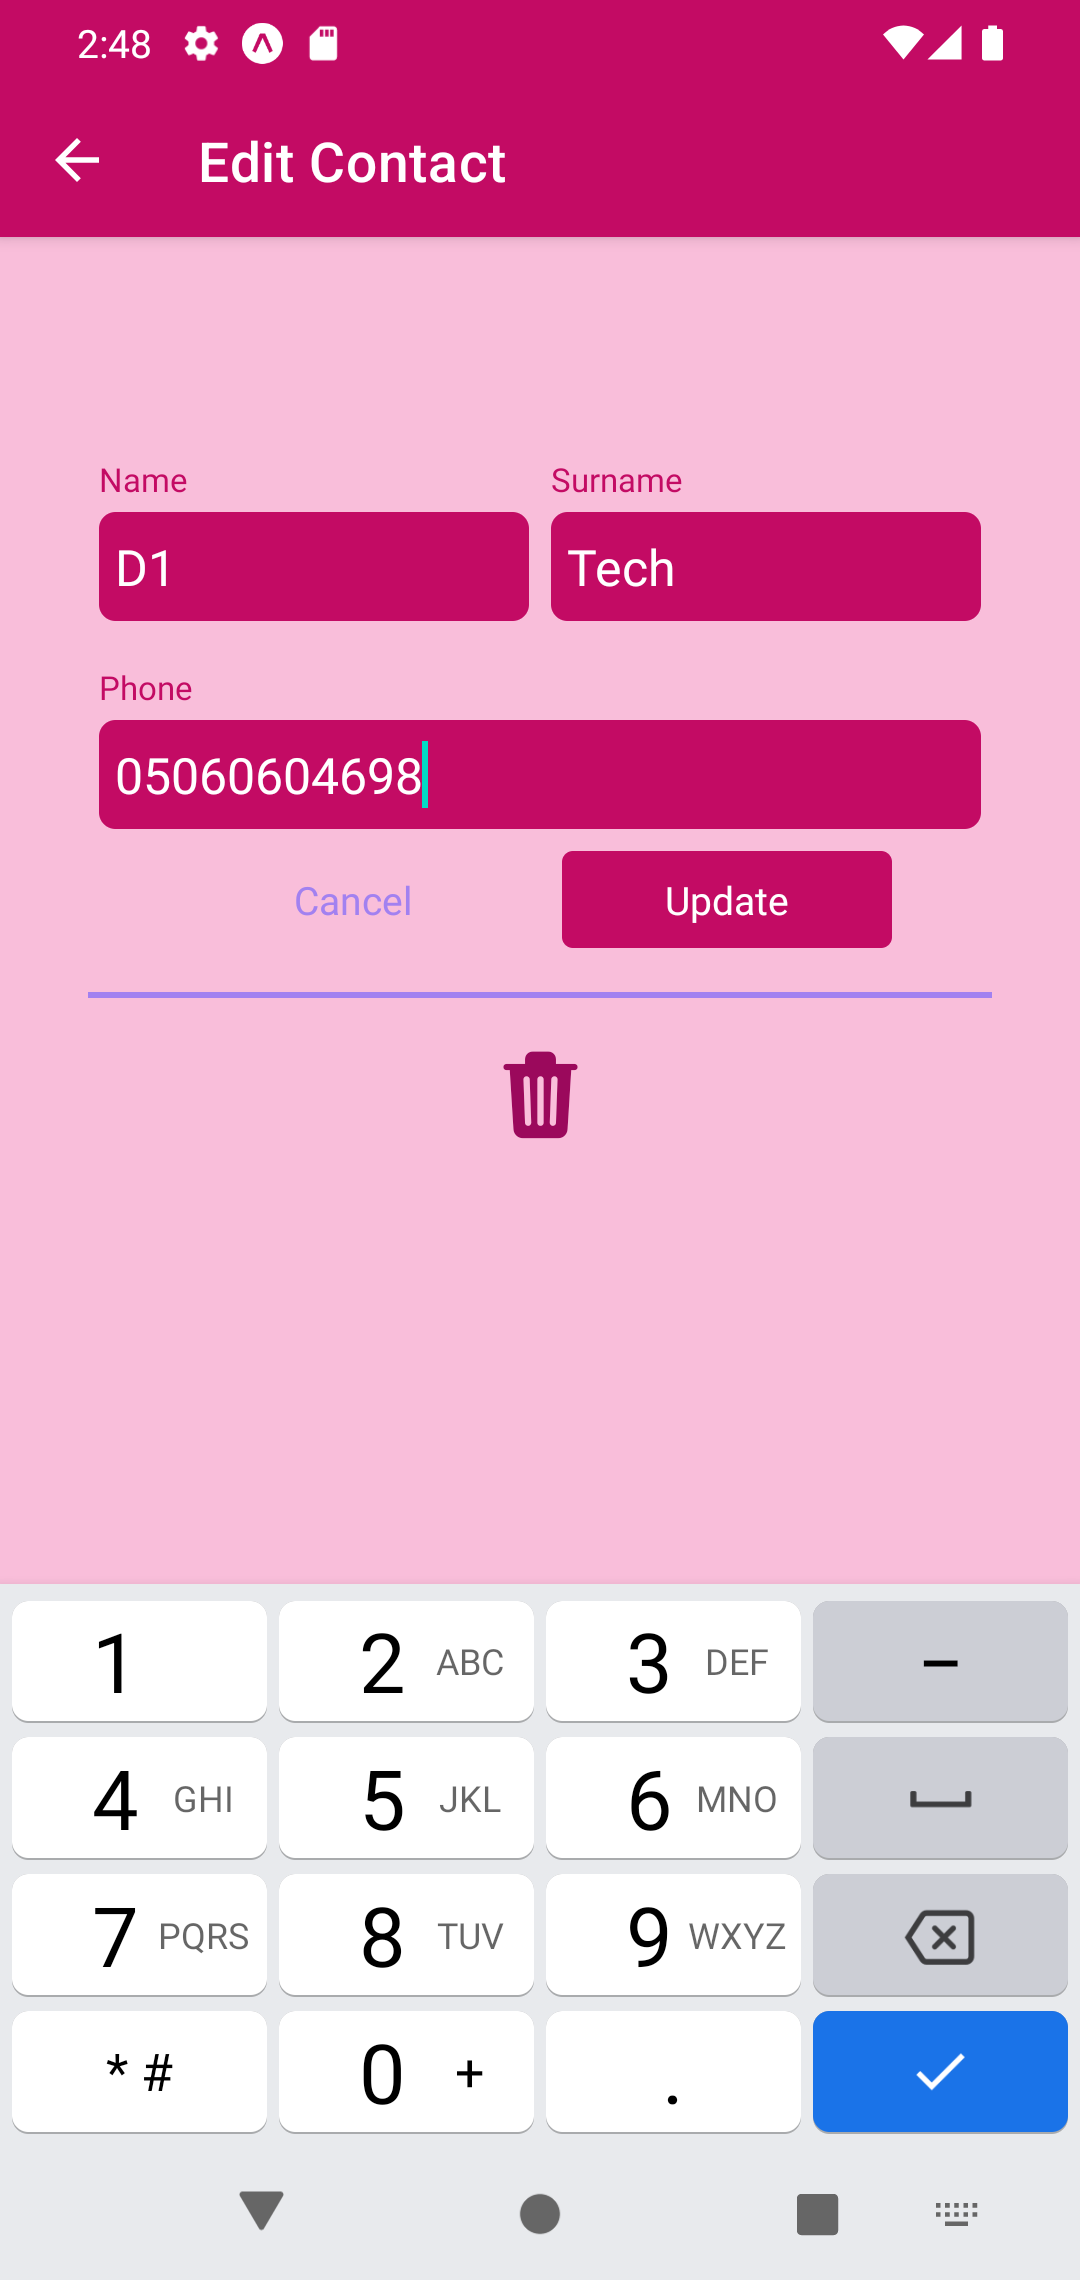 2:48
Edit Contact
Name Surname
D1 Tech
Phone
05060604698
Cancel Update
1 2 ABC 3 DEF –
4 GHI 5 JKL 6 MNO
7 PQRS 8 TUV 9 WXYZ
* # 0 + .